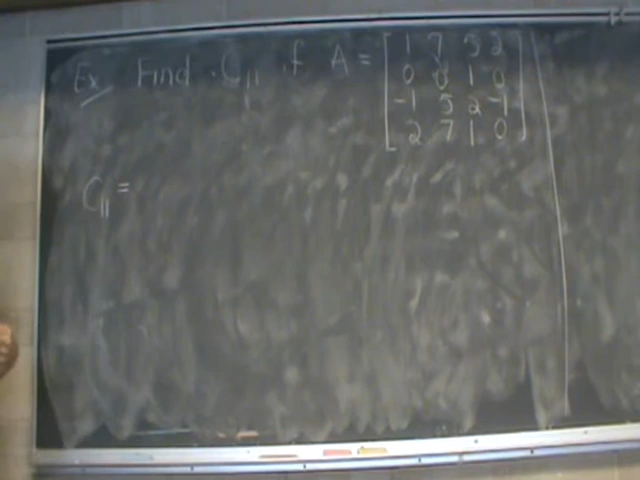 Ex Find C11 if A = [ 1 7 3 2
0 0 1 0
-1 5 2 -1
2 7 1 0 ]
C11 =